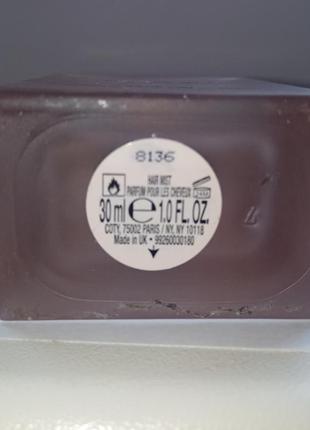 8136
HAIR MIST
PARFUM POUR LES CHEVEUX
30 ml e 1.0 FL. OZ.
COTY, 75002 PARIS / NY, NY 10118
Made in UK • 99260030180